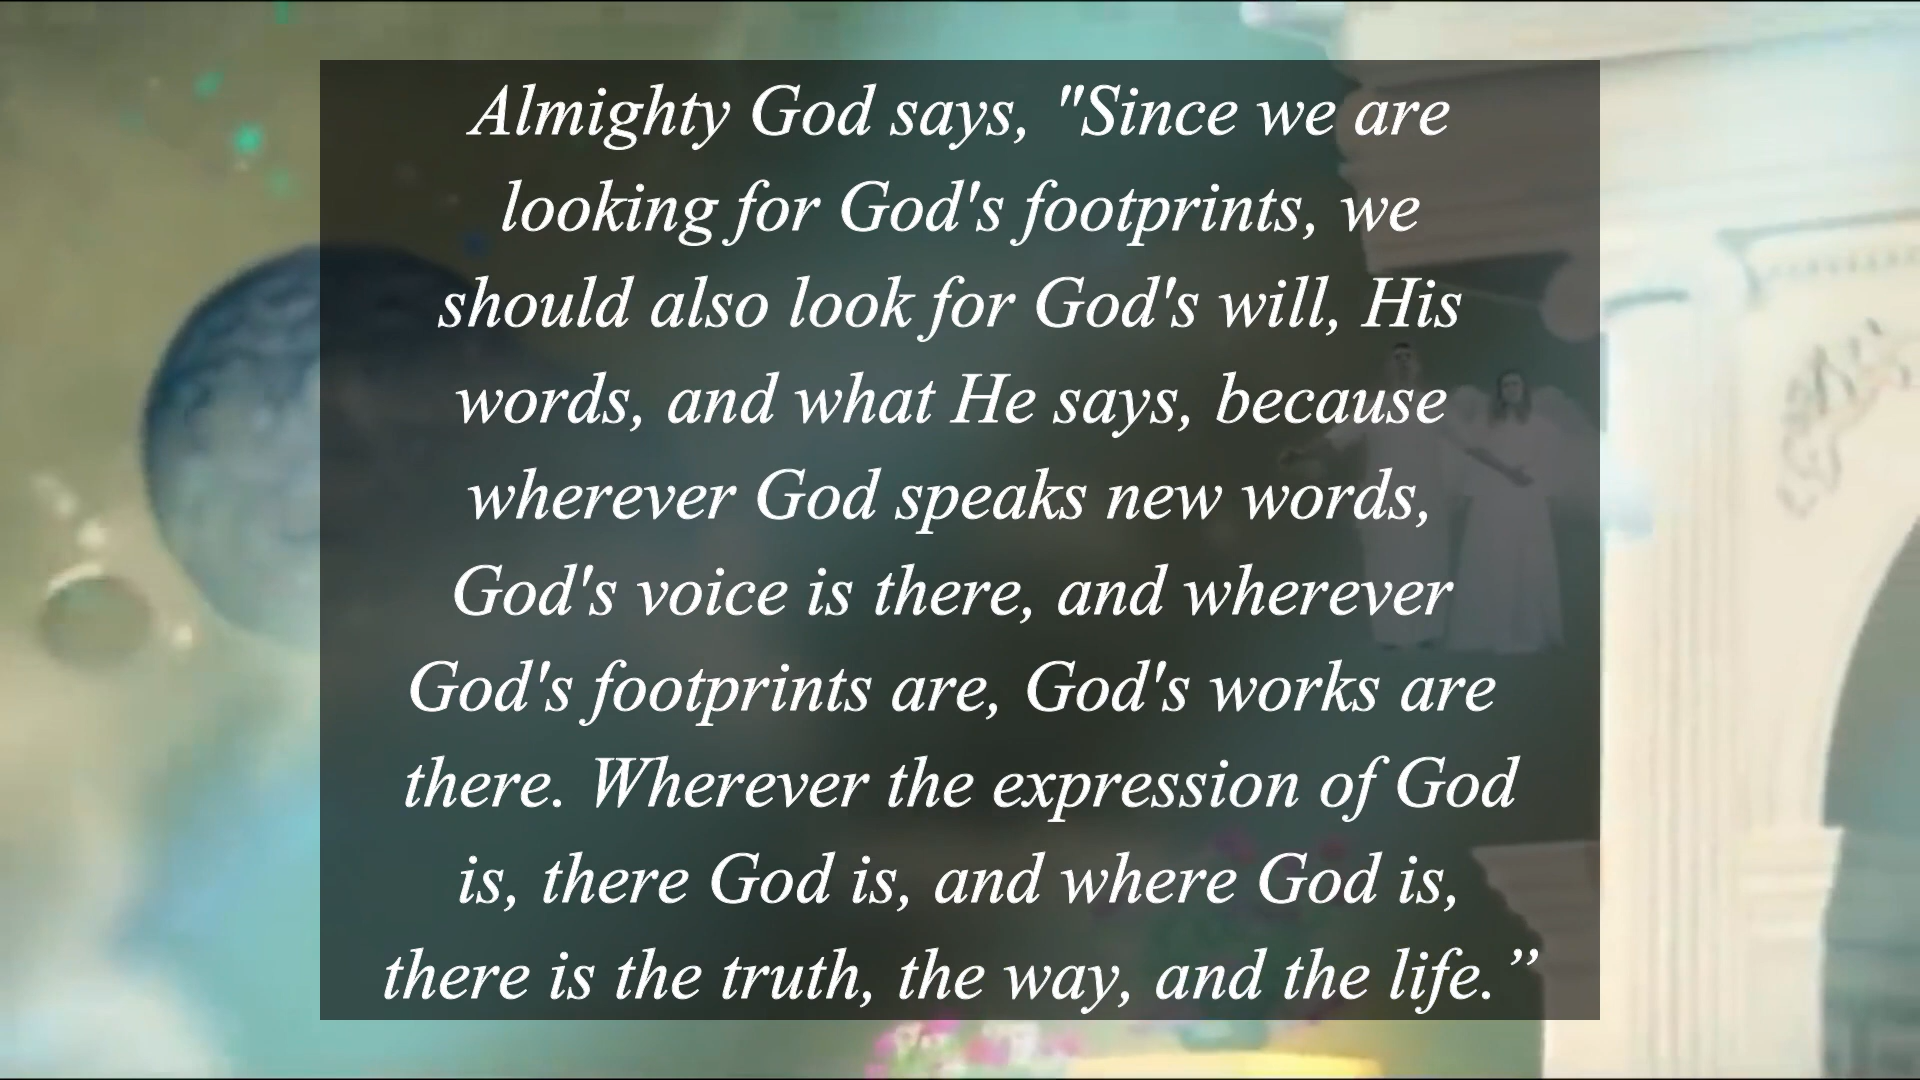 Almighty God says, "Since we are
looking for God's footprints, we
should also look for God's will, His
words, and what He says, because
wherever God speaks new words,
God's voice is there, and wherever
God's footprints are, God's works are
there. Wherever the expression of God
is, there God is, and where God is,
there is the truth, the way, and the life.”